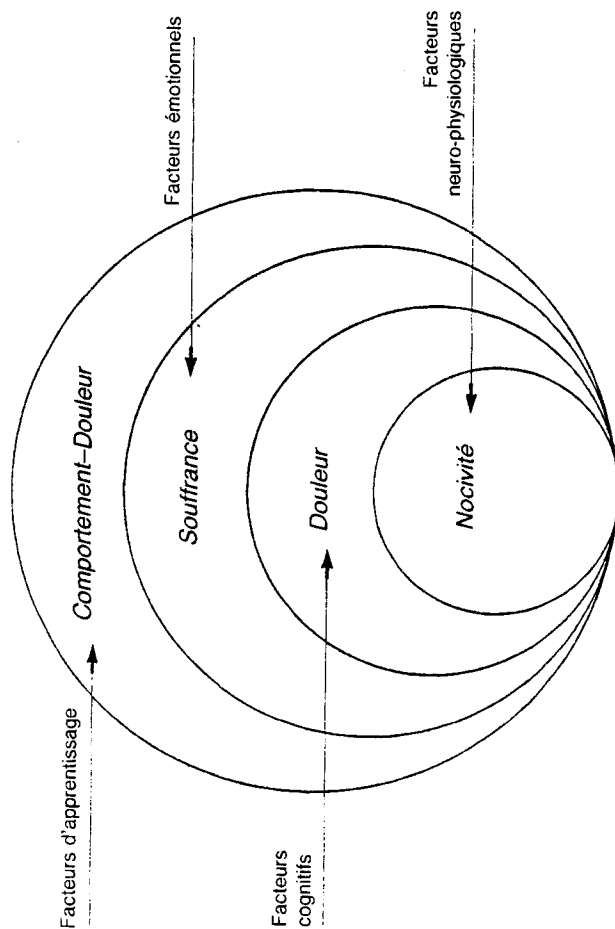 Facteurs d'apprentissage
Comportement–Douleur
Facteurs émotionnels
Souffrance
Facteurs
cognitifs
Douleur
Facteurs
neuro-physiologiques
Nocivité